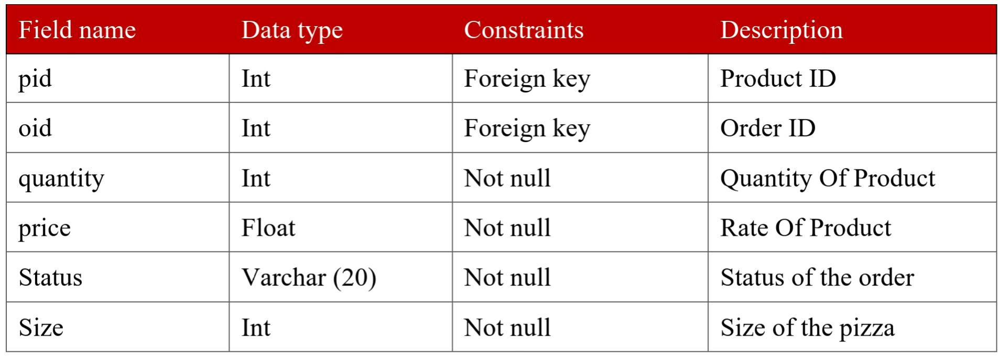 Field name Data type Constraints Description
pid Int Foreign key Product ID
oid Int Foreign key Order ID
quantity Int Not null Quantity Of Product
price Float Not null Rate Of Product
Status Varchar (20) Not null Status of the order
Size Int Not null Size of the pizza